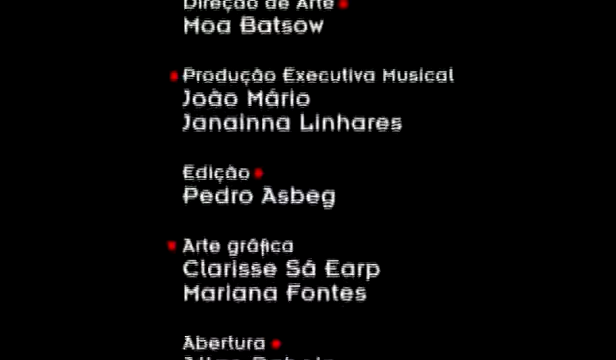 Direção de Arte
Moa Batsow
Produção Executiva Musical
João Mário
Janainna Linhares
Edição
Pedro Asbeg
Arte gráfica
Clarisse Sá Earp
Mariana Fontes
Abertura